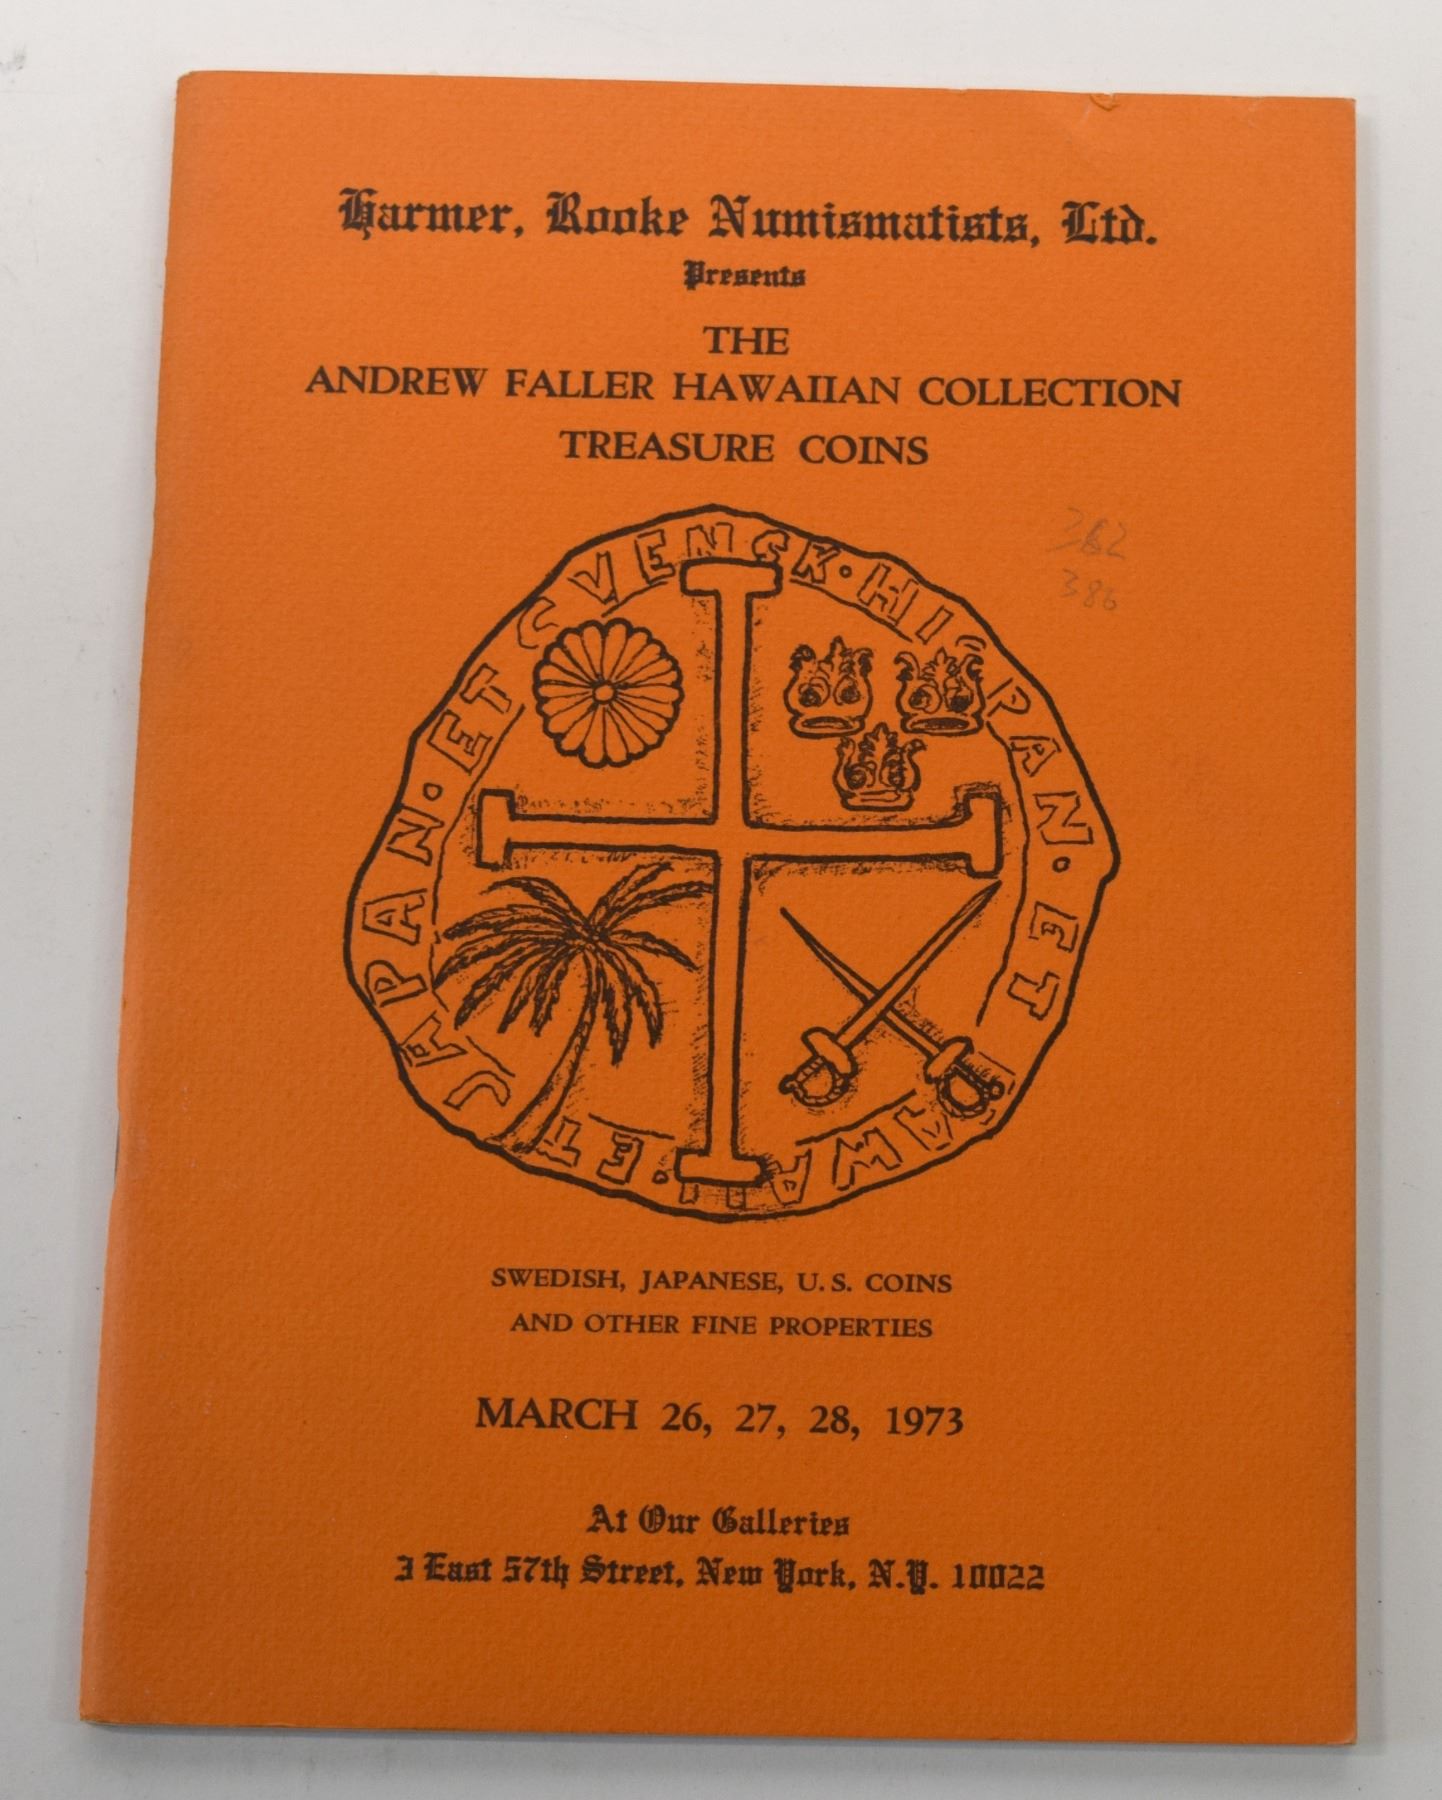 Harmer, Rooke Numismatists, Ltd.
Presents
THE
ANDREW FALLER HAWAIIAN COLLECTION
TREASURE COINS
386
SVENSK · HISPAN · ET HAWAII · ET JAPAN · ET
SWEDISH, JAPANESE, U. S. COINS
AND OTHER FINE PROPERTIES
MARCH 26, 27, 28, 1973
At Our Galleries
3 East 57th Street, New York, N.Y. 10022